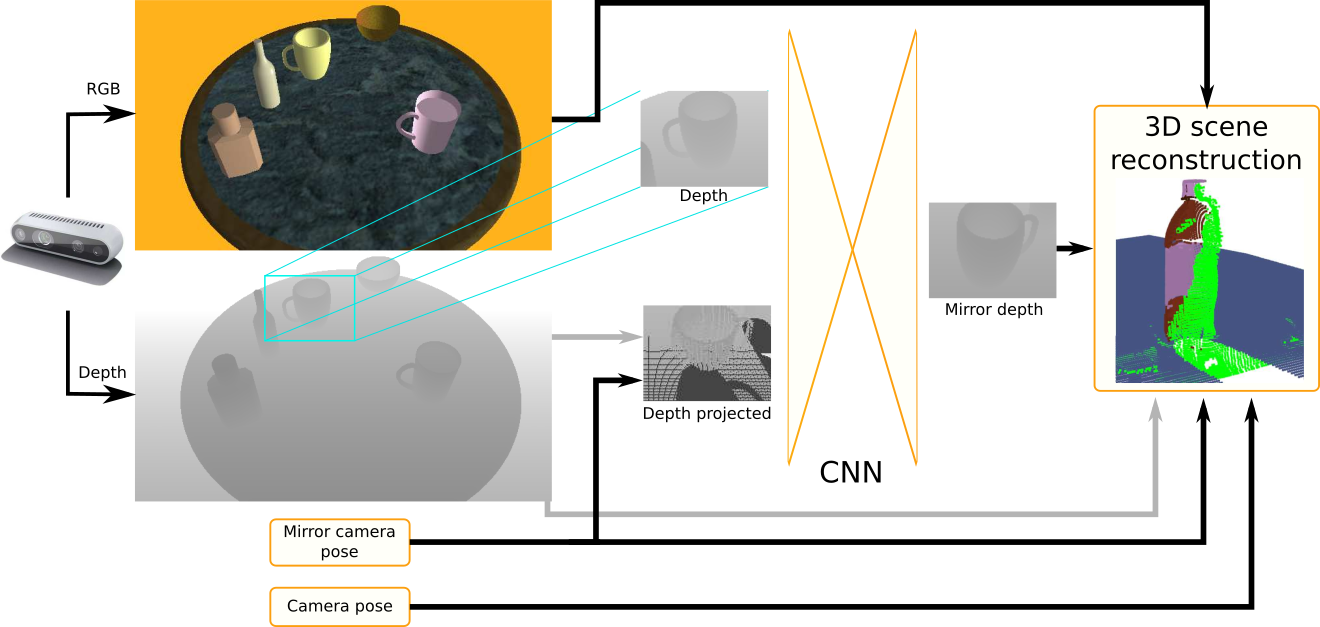 RGB
Depth
Depth
Depth projected
CNN
Mirror depth
3D scene
reconstruction
Mirror camera
pose
Camera pose